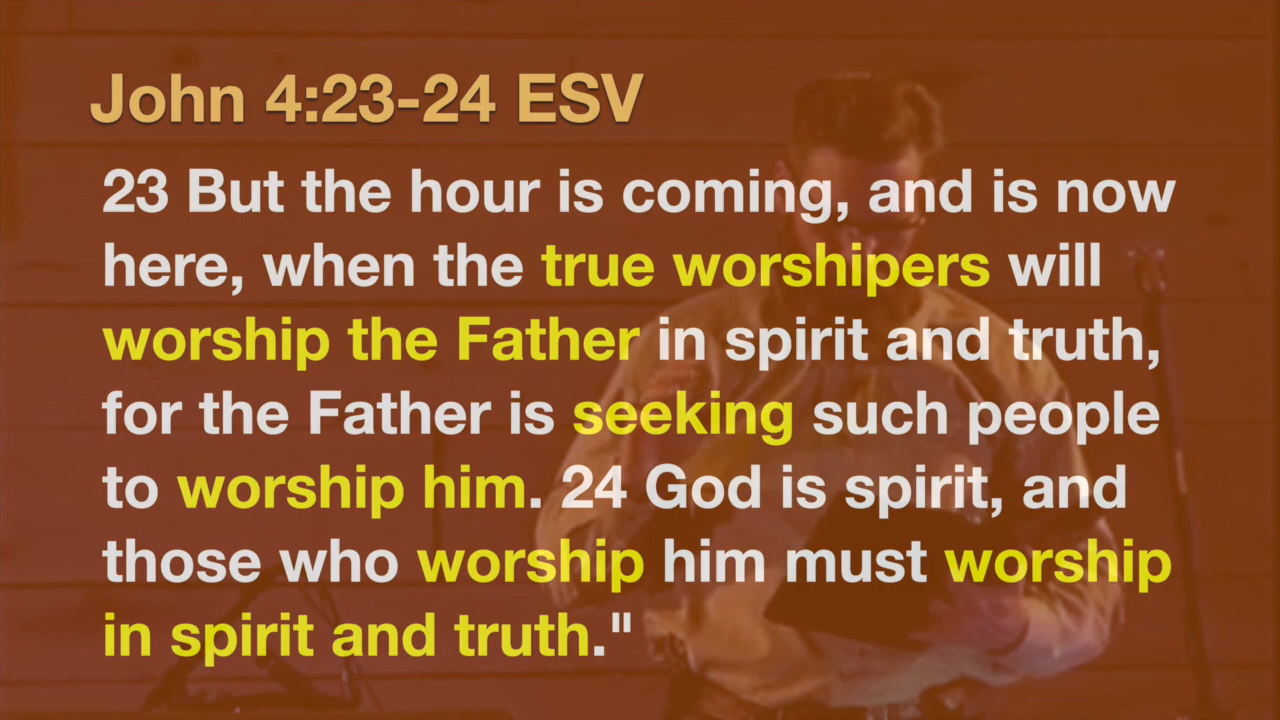 John 4:23-24 ESV
23 But the hour is coming, and is now
here, when the true worshipers will
worship the Father in spirit and truth,
for the Father is seeking such people
to worship him. 24 God is spirit, and
those who worship him must worship
in spirit and truth."